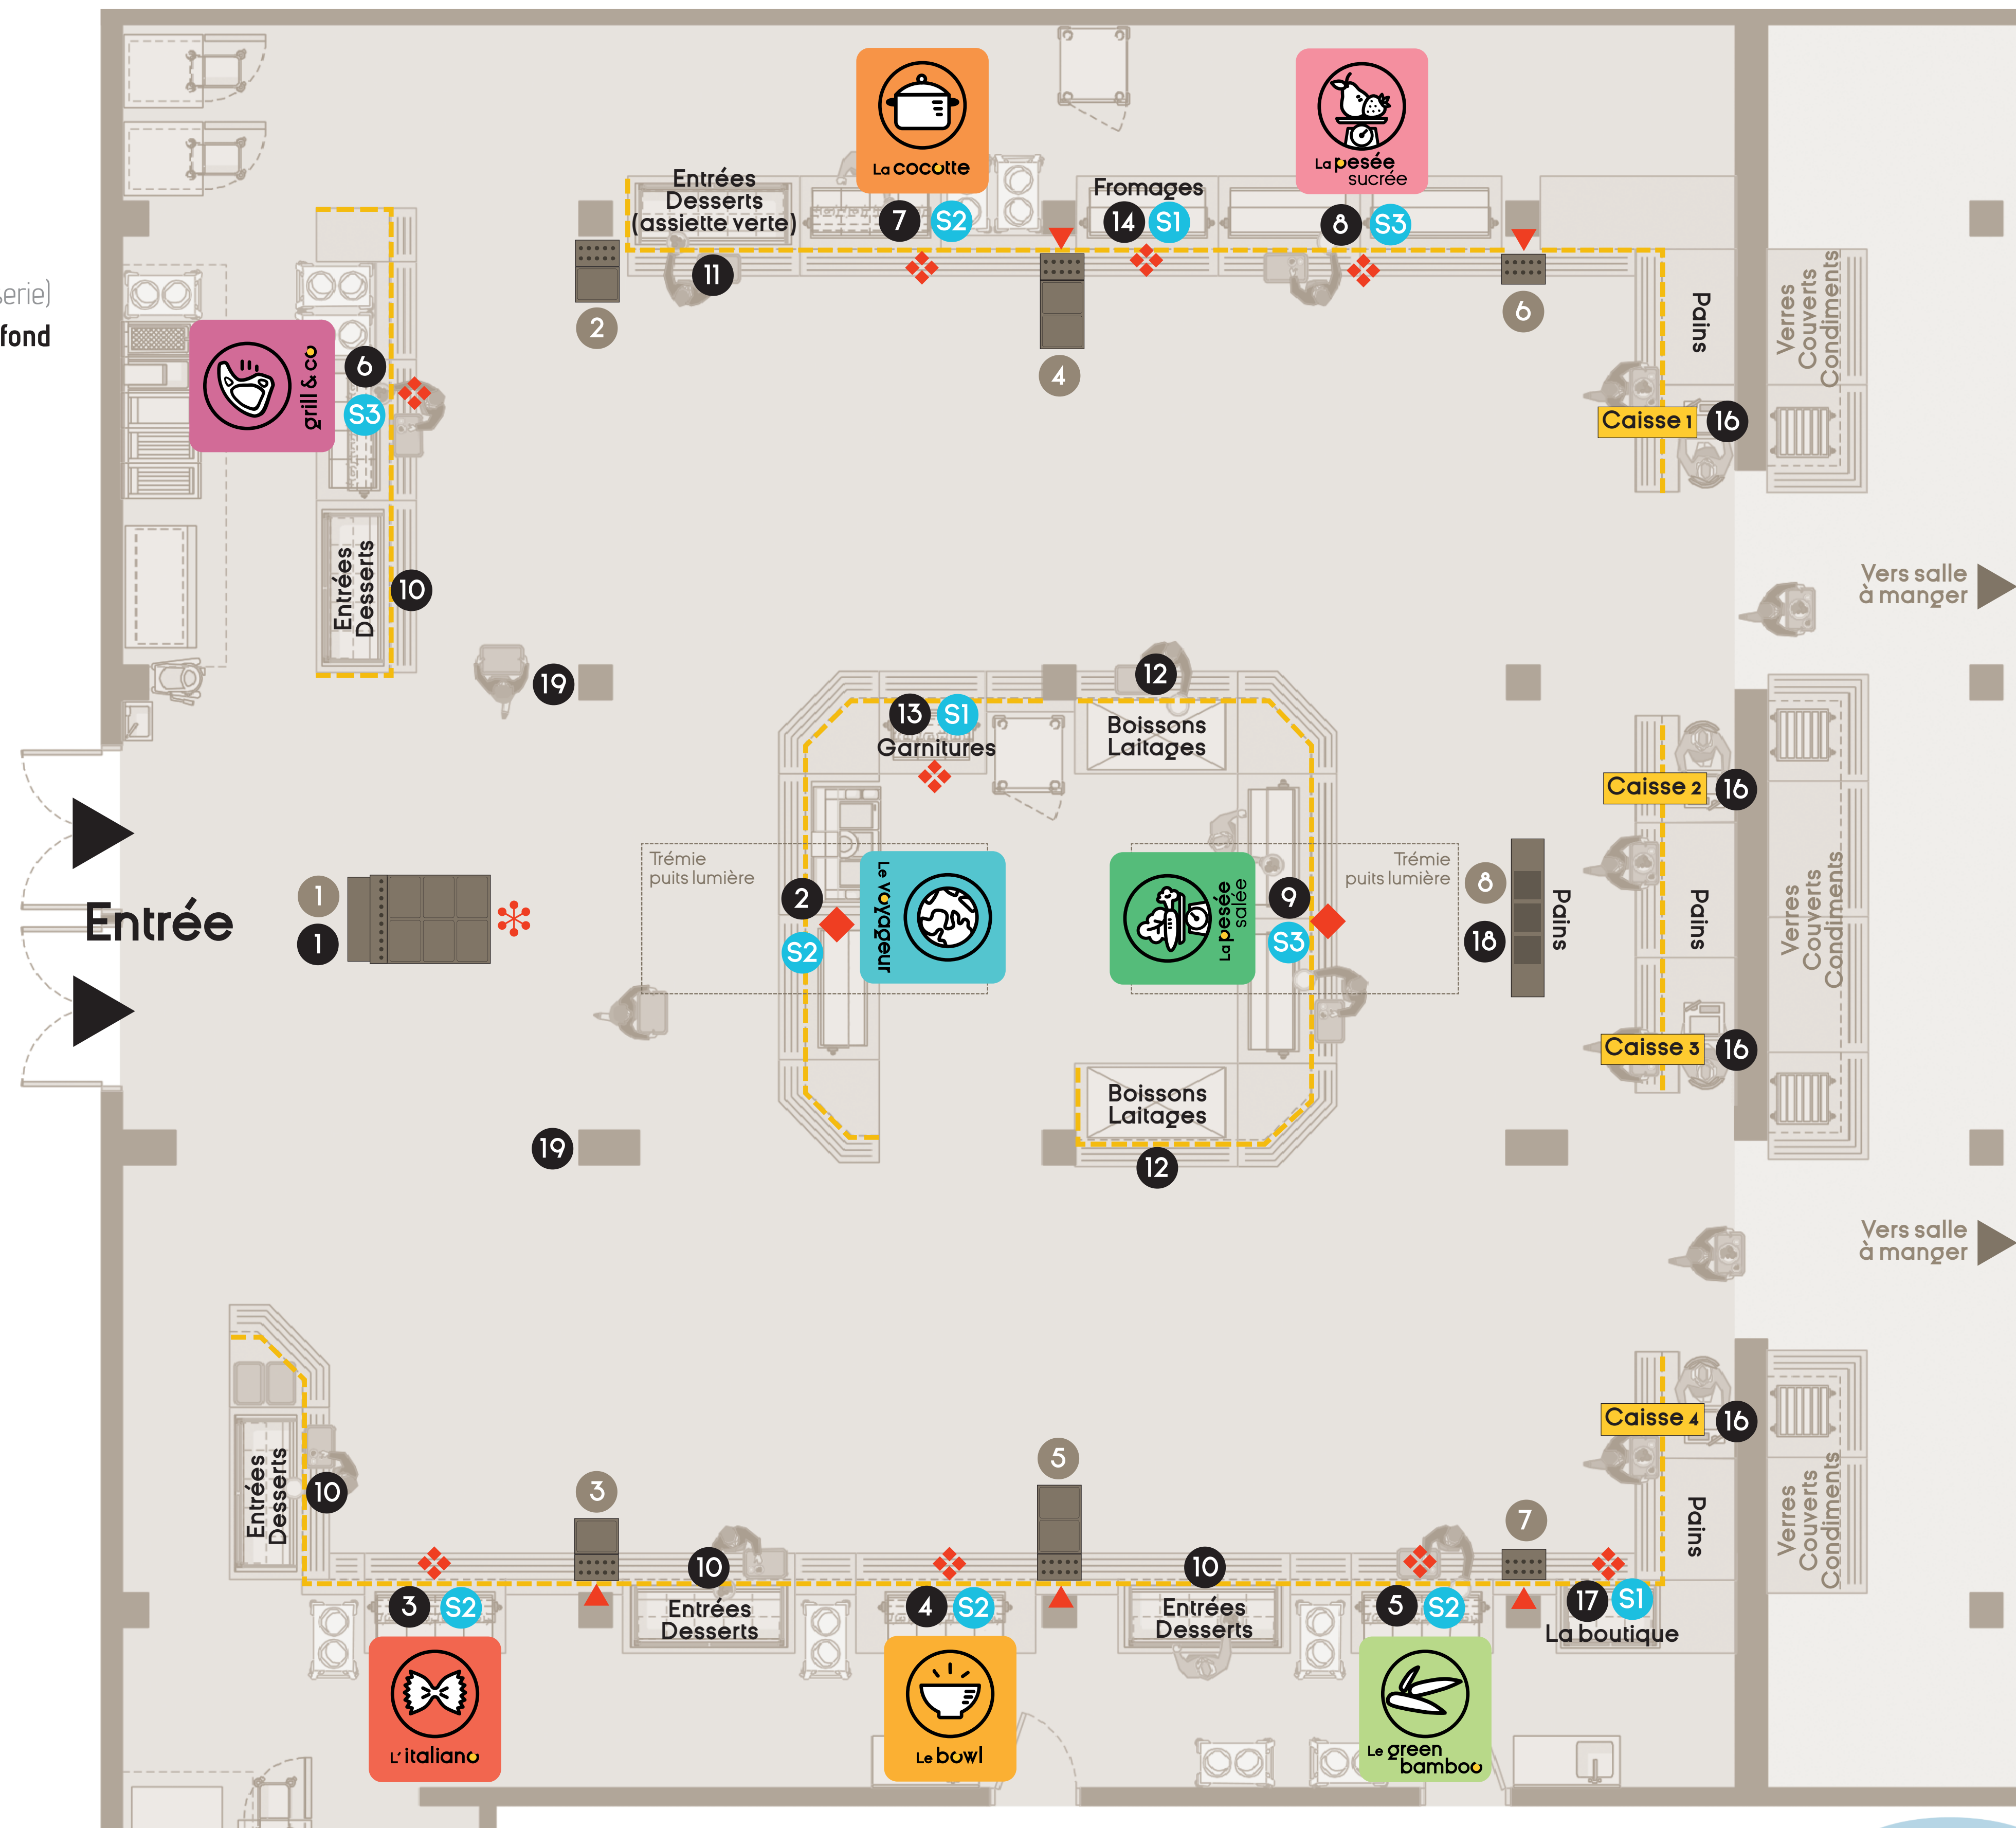 serie)
fond
La cocotte
La pesée
sucrée
Entrées
Desserts
(assiette verte)
7
S2
Fromages
14
S1
8
S3
11
2
4
6
Pains
Verres
Couverts
Condiments
grill & co
6
S3
Caisse 1
16
Entrées
Desserts
10
Vers salle
à manger
19
12
13
S1
Garnitures
Boissons
Laitages
Caisse 2
16
Trémie
puits lumière
Trémie
puits lumière
1
1
Entrée
2
S2
Le voyageur
La pesée
salée
9
S3
8
18
Pains
Pains
Verres
Couverts
Condiments
Caisse 3
16
Boissons
Laitages
12
19
Vers salle
à manger
Caisse 4
16
Entrées
Desserts
10
3
5
7
Pains
Verres
Couverts
Condiments
10
10
3
S2
Entrées
Desserts
4
S2
Entrées
Desserts
5
S2
17
S1
La boutique
L'italiano
Le bowl
Le green
bamboo